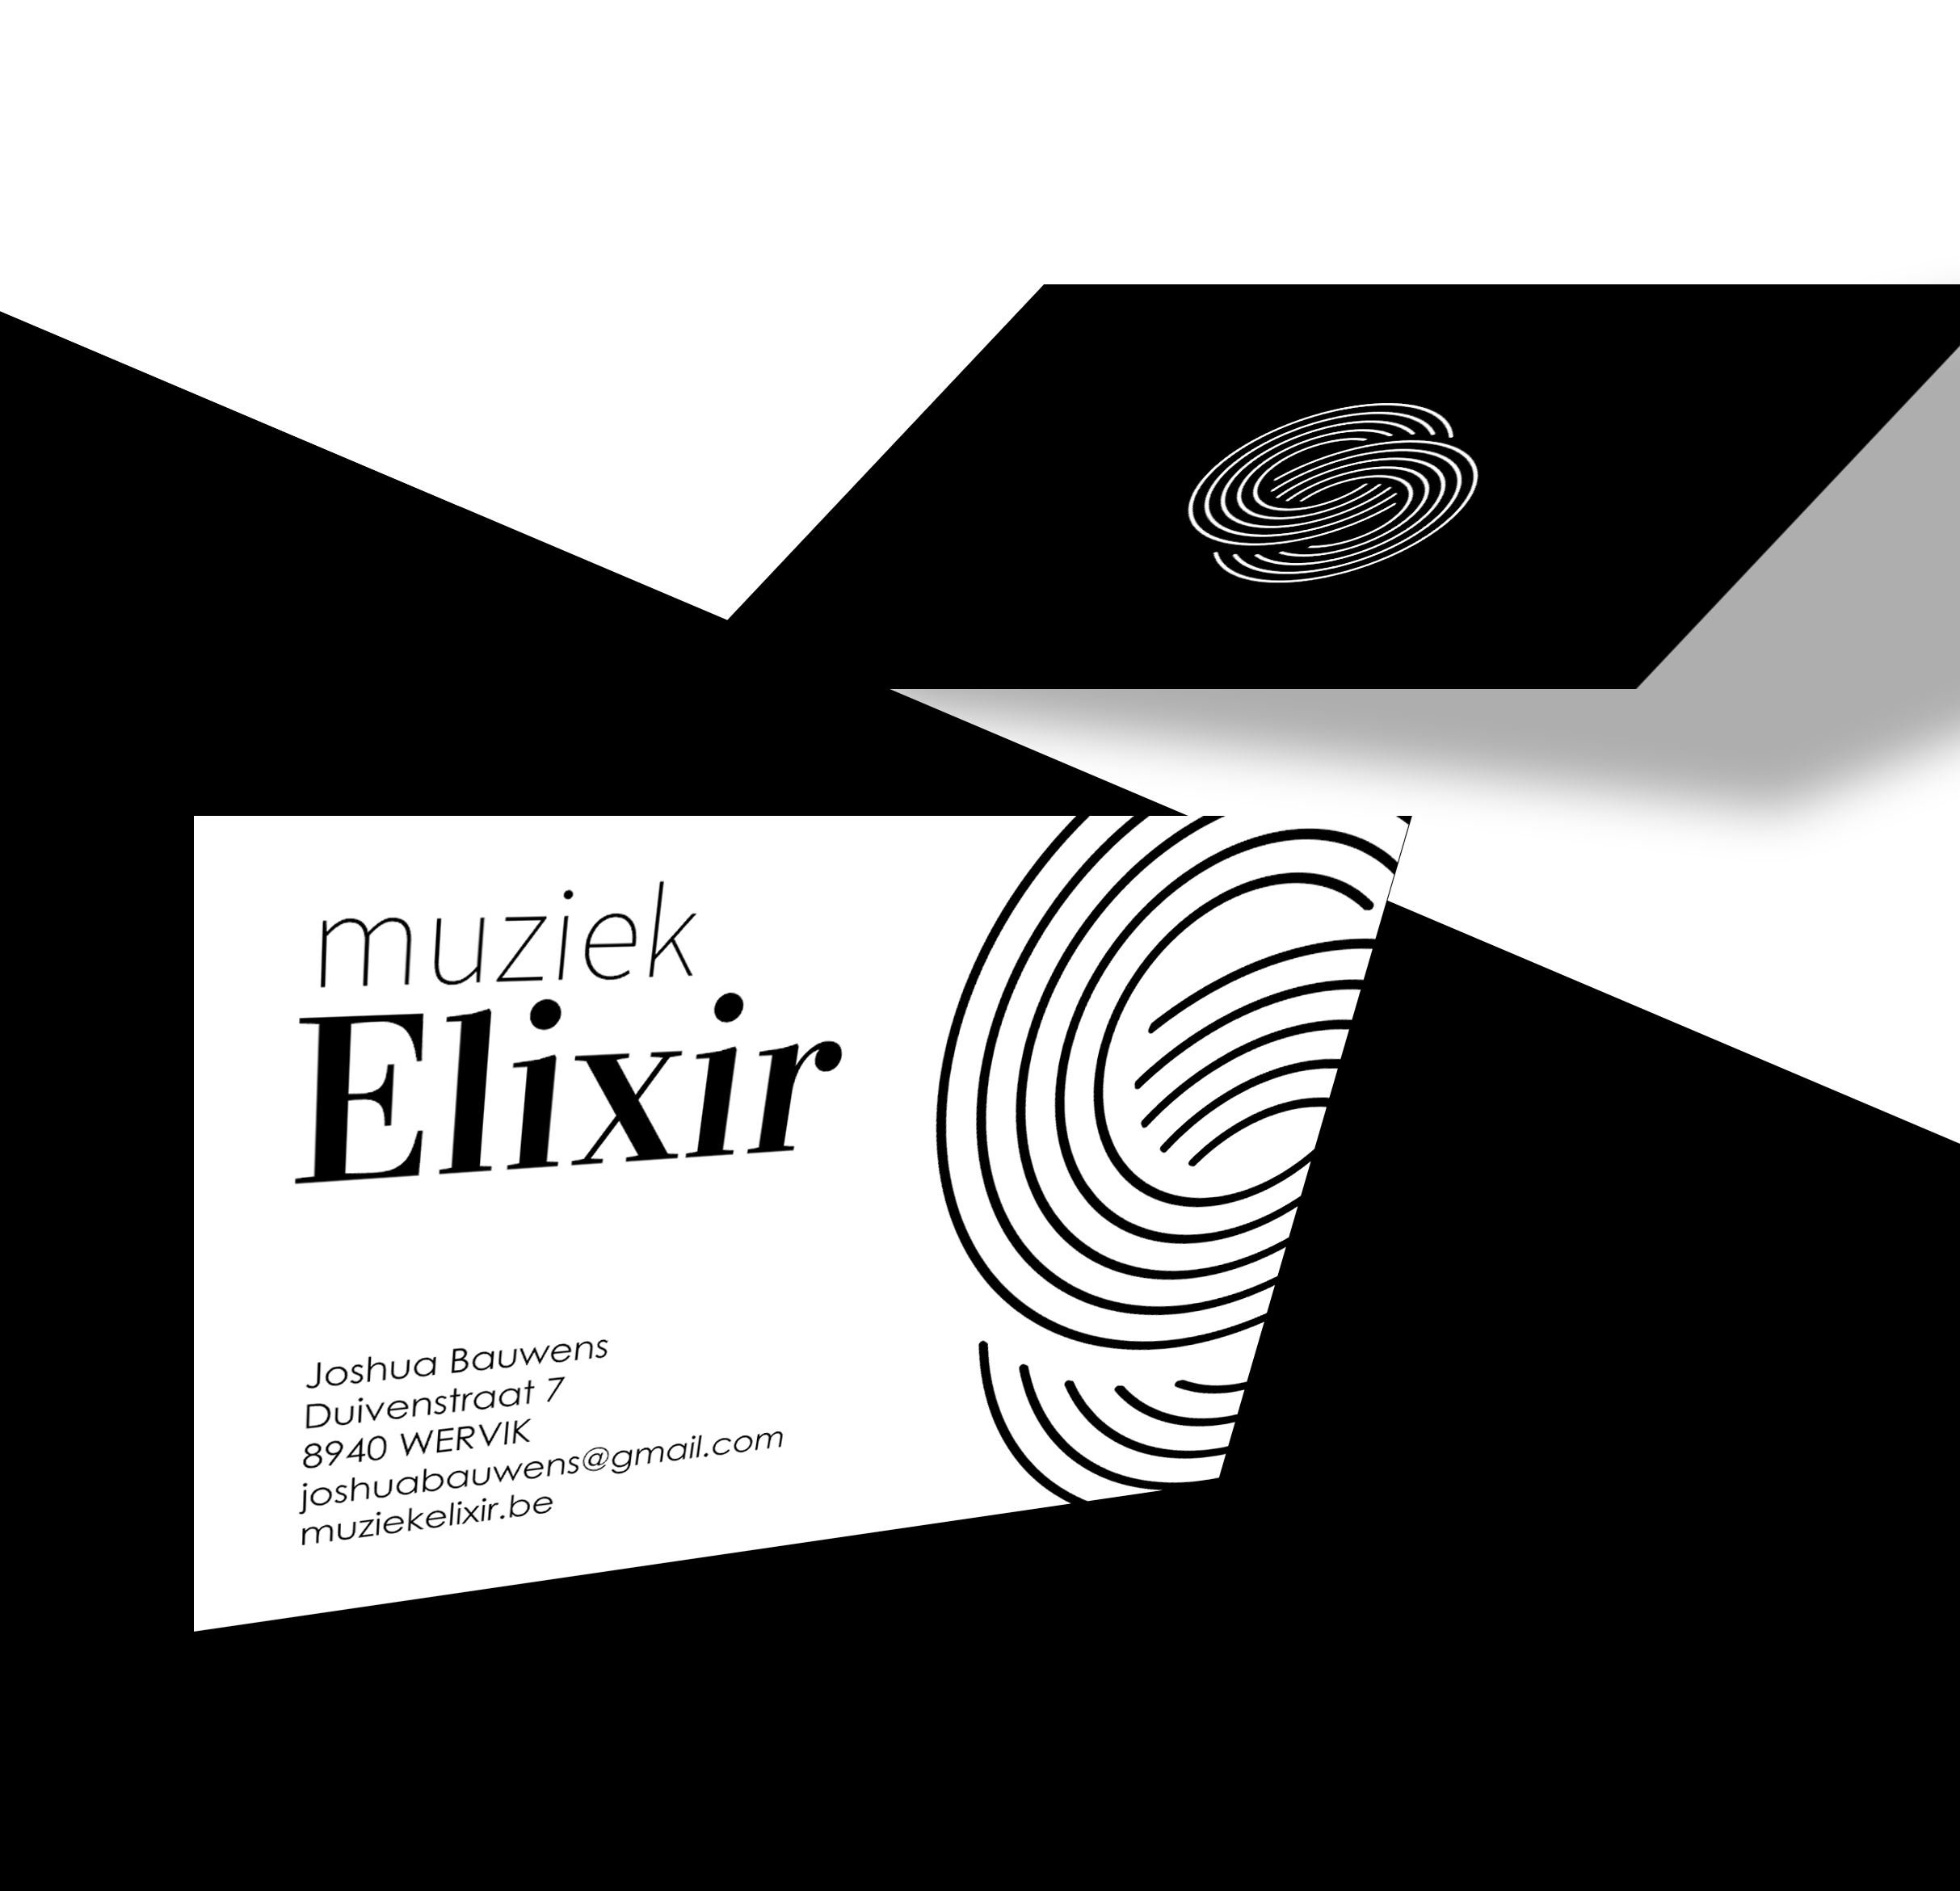 muziek
Elixir
Joshua Bauwens
Duivenstraat 7
8940 WERVIK
joshuabauwens@gmail.com
muziekelixir.be